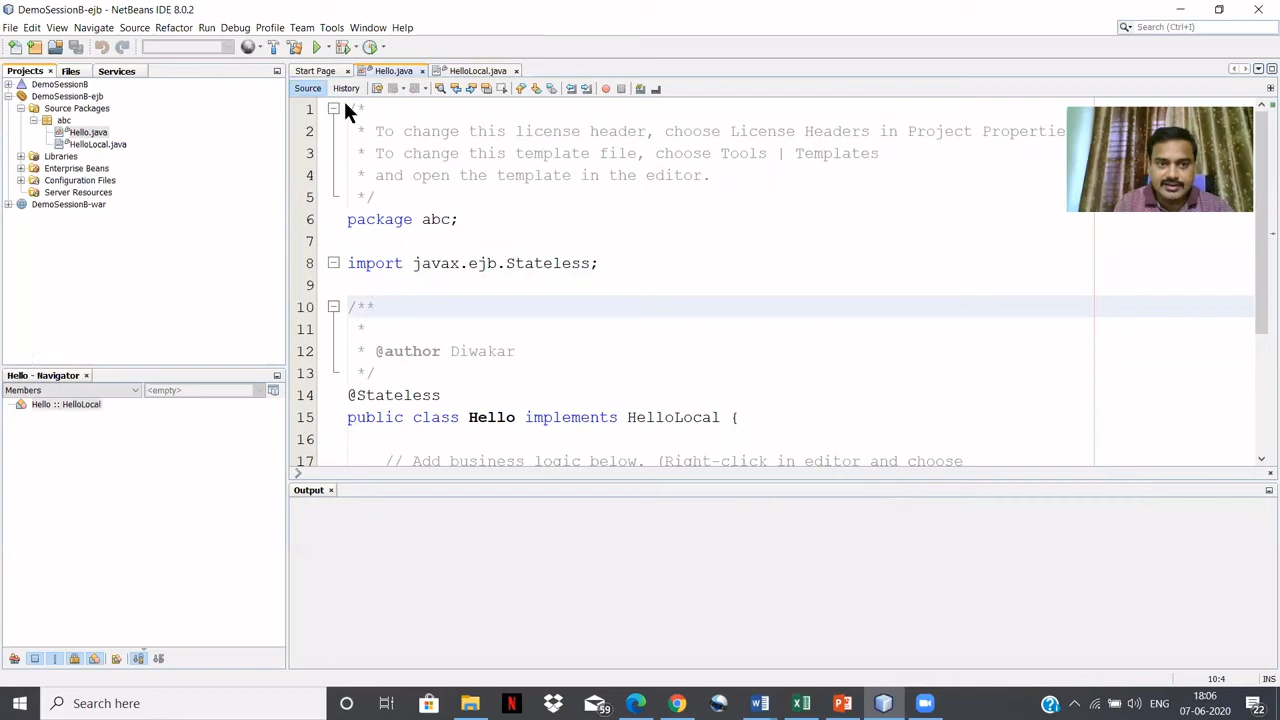 DemoSessionB-ejb - NetBeans IDE 8.0.2
File Edit View Navigate Source Refactor Run Debug Profile Team Tools Window Help
Search (Ctrl+I)
Projects Files Services
DemoSessionB
DemoSessionB-ejb
Source Packages
abc
Hello.java
HelloLocal.java
Libraries
Enterprise Beans
Configuration Files
Server Resources
DemoSessionB-war
Hello - Navigator
Members <empty>
Hello :: HelloLocal
Start Page Hello.java HelloLocal.java
Source History
1 /*
2 * To change this license header, choose License Headers in Project Propertie
3 * To change this template file, choose Tools | Templates
4 * and open the template in the editor.
5 */
6 package abc;
7
8 import javax.ejb.Stateless;
9
10 /**
11 *
12 * @author Diwakar
13 */
14 @Stateless
15 public class Hello implements HelloLocal {
16
17 // Add business logic below. (Right-click in editor and choose
Output
10:4 INS
Search here
59
ENG
18:06
07-06-2020
22